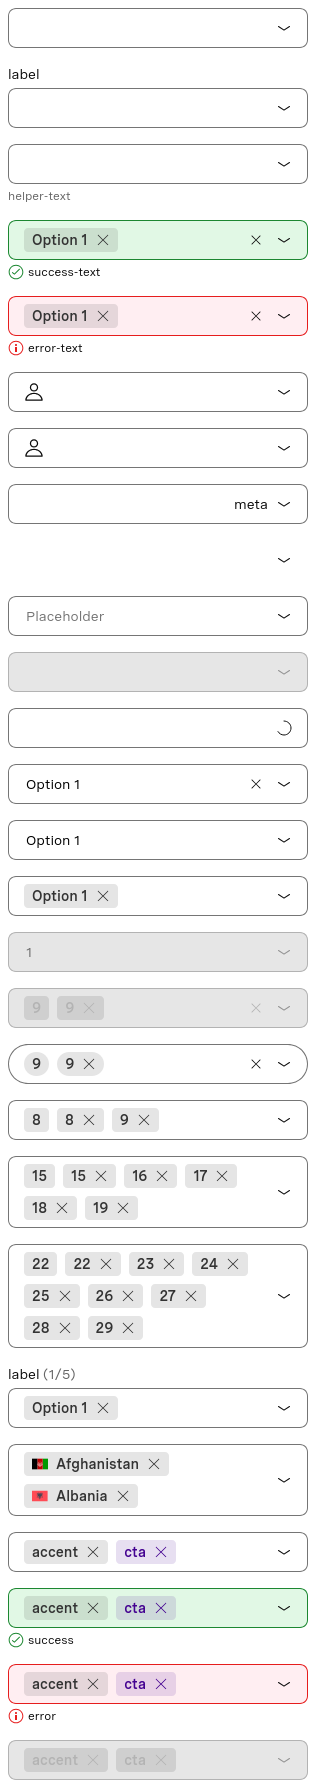 label
helper-text
Option 1
success-text
Option 1
error-text
meta
Placeholder
Option 1
Option 1
Option 1
1
9 9
9 9
8 8 9
15 15 16 17
18 19
22 22 23 24
25 26 27
28 29
label (1/5)
Option 1
Afghanistan
Albania
accent cta
accent cta
success
accent cta
error
accent cta